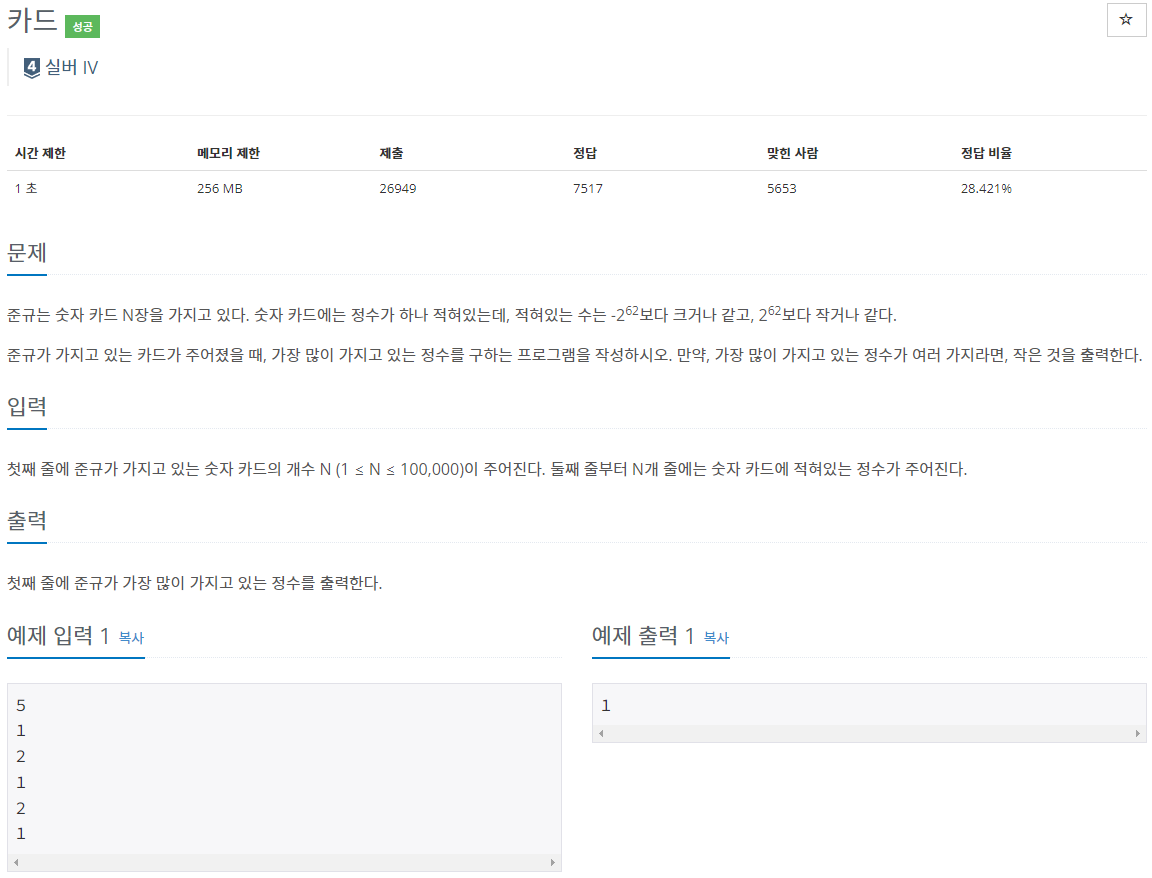 카드 성공
☆
4 실버 IV
시간 제한 메모리 제한 제출 정답 맞힌 사람 정답 비율
1 초 256 MB 26949 7517 5653 28.421%
문제
준규는 숫자 카드 N장을 가지고 있다. 숫자 카드에는 정수가 하나 적혀있는데, 적혀있는 수는 -2⁶²보다 크거나 같고, 2⁶²보다 작거나 같다.
준규가 가지고 있는 카드가 주어졌을 때, 가장 많이 가지고 있는 정수를 구하는 프로그램을 작성하시오. 만약, 가장 많이 가지고 있는 정수가 여러 가지라면, 작은 것을 출력한다.
입력
첫째 줄에 준규가 가지고 있는 숫자 카드의 개수 N (1 ≤ N ≤ 100,000)이 주어진다. 둘째 줄부터 N개 줄에는 숫자 카드에 적혀있는 정수가 주어진다.
출력
첫째 줄에 준규가 가장 많이 가지고 있는 정수를 출력한다.
예제 입력 1 복사
5
1
2
1
2
1
예제 출력 1 복사
1